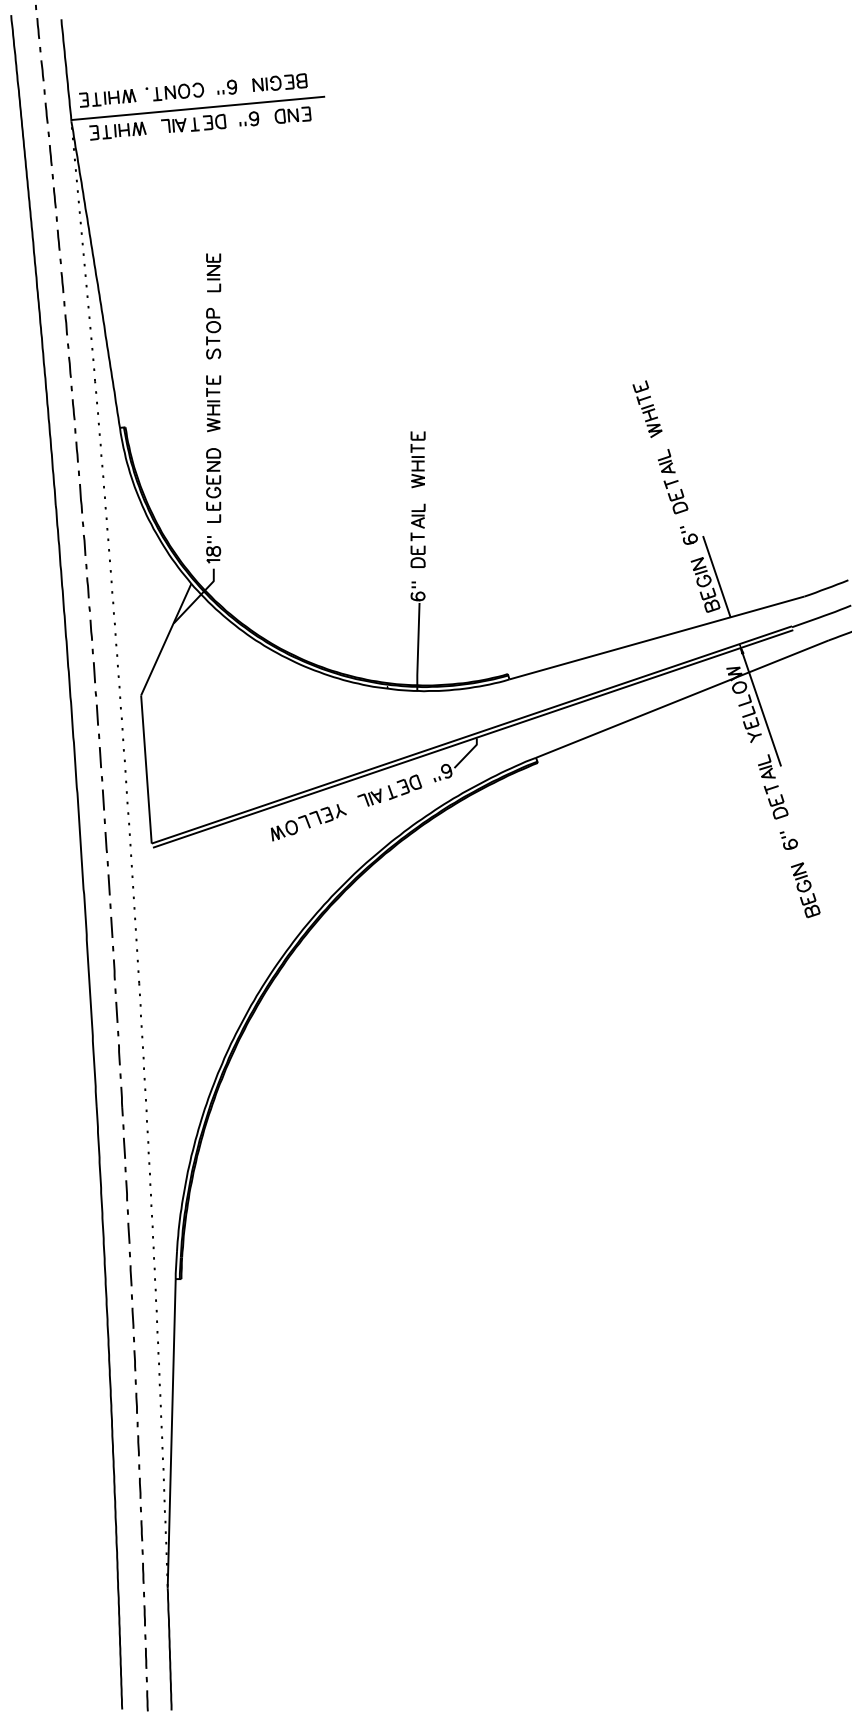 BEGIN 6" CONT. WHITE
END 6" DETAIL WHITE
18" LEGEND WHITE STOP LINE
6" DETAIL WHITE
BEGIN 6" DETAIL WHITE
6" DETAIL YELLOW
BEGIN 6" DETAIL YELLOW